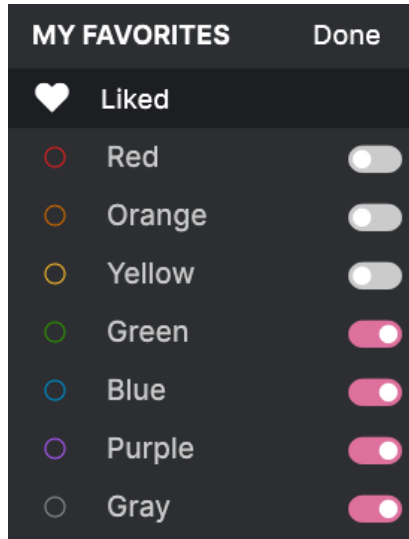 MY FAVORITES Done
Liked
Red
Orange
Yellow
Green
Blue
Purple
Gray